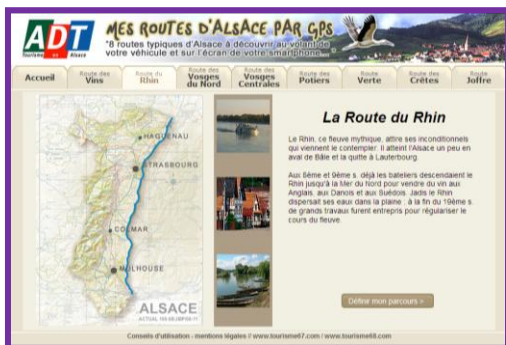 ADT
Tourisme en Alsace
MES ROUTES D'ALSACE PAR GPS
"8 routes typiques d'Alsace à découvrir au volant de
votre véhicule et sur l'écran de votre smartphone..."
Accueil
Route des
Vins
Route du
Rhin
Route des
Vosges
du Nord
Route des
Vosges
Centrales
Route des
Potiers
Route
Verte
Route des
Crêtes
Route
Joffre
HAGUENAU
STRASBOURG
COLMAR
MULHOUSE
ALSACE
La Route du Rhin
Le Rhin, ce fleuve mythique, attire ses inconditionnels
qui viennent le contempler. Il atteint l'Alsace un peu en
aval de Bâle et la quitte à Lauterbourg.
Aux 8ème et 9ème s. déjà les bateliers descendaient le
Rhin jusqu'à la Mer du Nord pour vendre du vin aux
Anglais, aux Danois et aux Suédois. Jadis le Rhin
dispersait ses eaux dans la plaine ; à la fin du 19ème s.
de grands travaux furent entrepris pour régulariser le
cours du fleuve.
Définir mon parcours >
Conseils d'utilisation - mentions légales // www.tourisme67.com / www.tourisme68.com